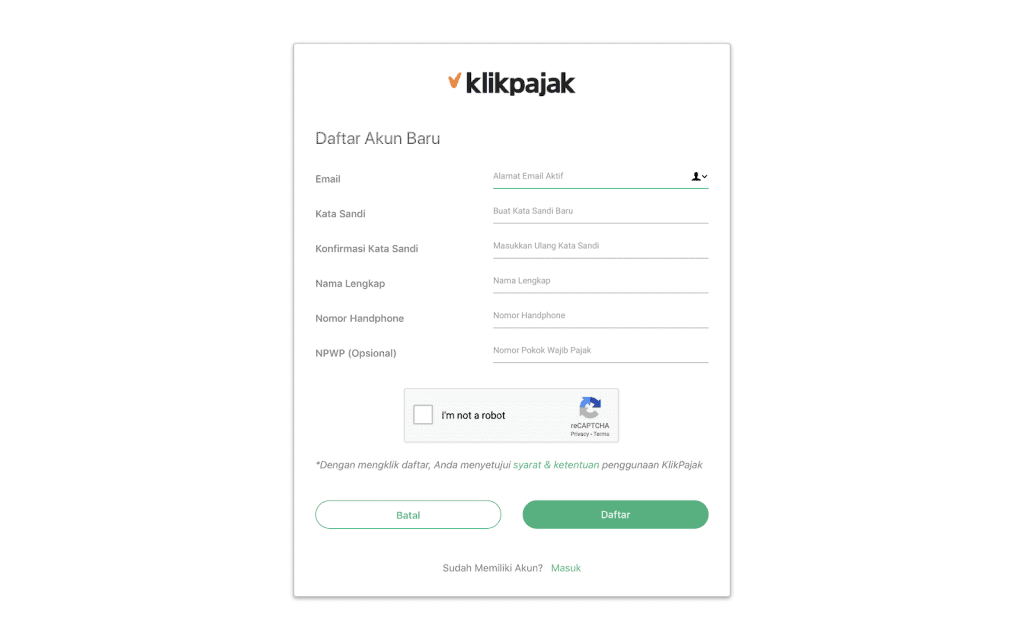 klikpajak
Daftar Akun Baru
Email Alamat Email Aktif
Kata Sandi Buat Kata Sandi Baru
Konfirmasi Kata Sandi Masukkan Ulang Kata Sandi
Nama Lengkap Nama Lengkap
Nomor Handphone Nomor Handphone
NPWP (Opsional) Nomor Pokok Wajib Pajak
I'm not a robot
reCAPTCHA
Privacy - Terms
*Dengan mengklik daftar, Anda menyetujui syarat & ketentuan penggunaan KlikPajak
Batal Daftar
Sudah Memiliki Akun? Masuk